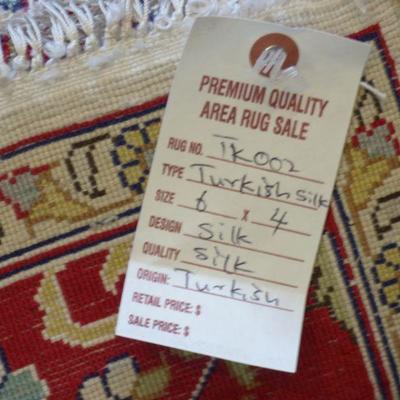 PREMIUM QUALITY
AREA RUG SALE
RUG NO. TK002
TYPE Turkish Silk
SIZE 6 x 4
DESIGN Silk
QUALITY Silk
ORIGIN: Turkish
RETAIL PRICE: $
SALE PRICE: $